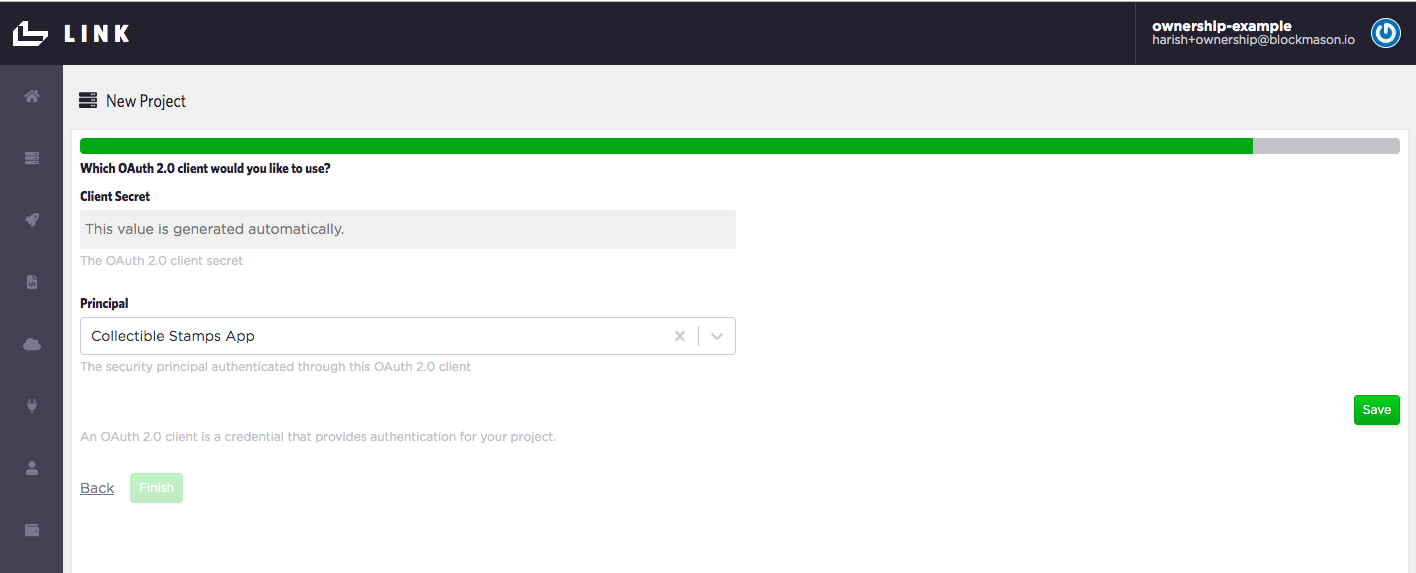 LINK
ownership-example
harish+ownership@blockmason.io
New Project
Which OAuth 2.0 client would you like to use?
Client Secret
This value is generated automatically.
The OAuth 2.0 client secret
Principal
Collectible Stamps App
The security principal authenticated through this OAuth 2.0 client
Save
An OAuth 2.0 client is a credential that provides authentication for your project.
Back
Finish